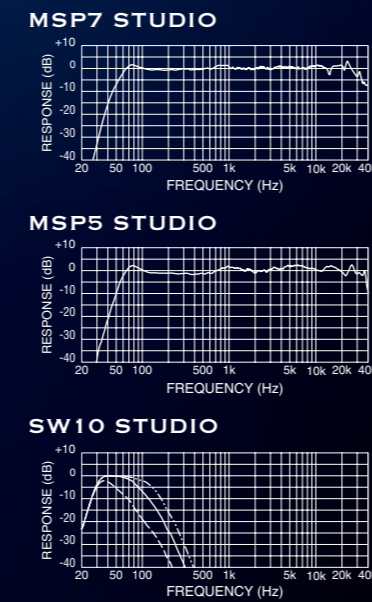 MSP7 STUDIO
+10
0
-10
-20
-30
-40
RESPONSE (dB)
20 50 100 500 1k 5k 10k 20k 40
FREQUENCY (Hz)
MSP5 STUDIO
+10
0
-10
-20
-30
-40
RESPONSE (dB)
20 50 100 500 1k 5k 10k 20k 40
FREQUENCY (Hz)
SW10 STUDIO
+10
0
-10
-20
-30
-40
RESPONSE (dB)
20 50 100 500 1k 5k 10k 20k 40
FREQUENCY (Hz)